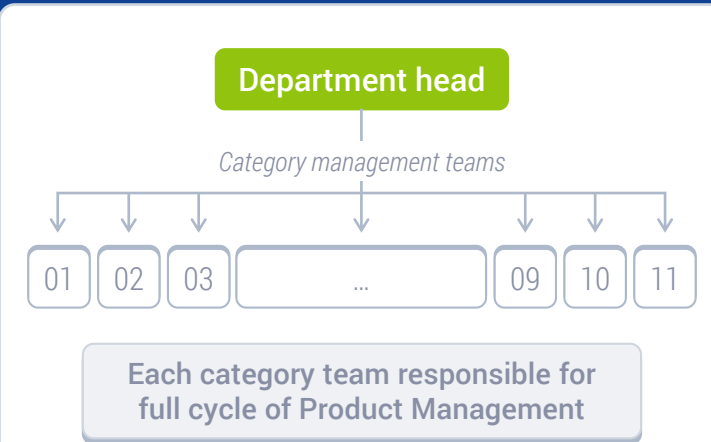 Department head
Category management teams
01 02 03 ... 09 10 11
Each category team responsible for
full cycle of Product Management